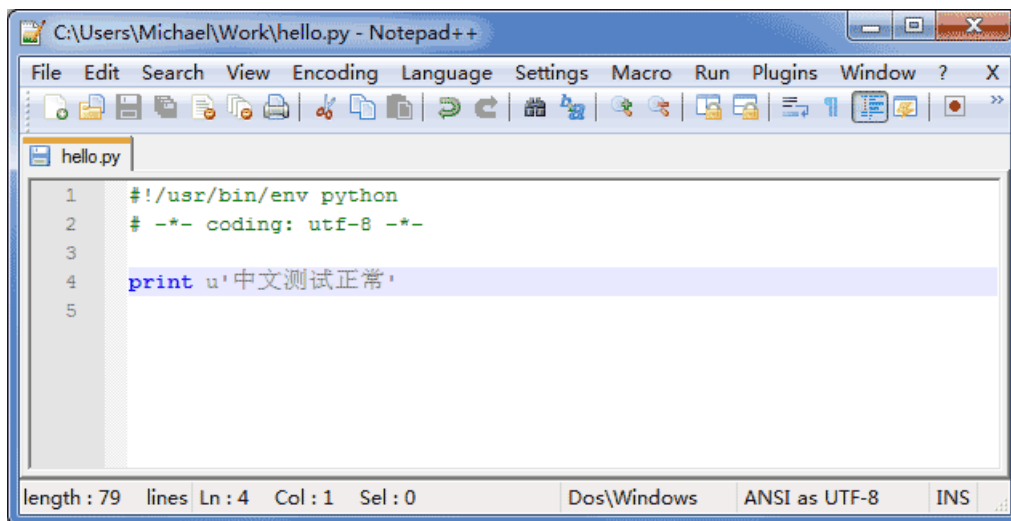 C:\Users\Michael\Work\hello.py - Notepad++
File Edit Search View Encoding Language Settings Macro Run Plugins Window ? X
hello.py
1 #!/usr/bin/env python
2 # -*- coding: utf-8 -*-
3
4 print u'中文测试正常'
5
length : 79 lines Ln : 4 Col : 1 Sel : 0 Dos\Windows ANSI as UTF-8 INS